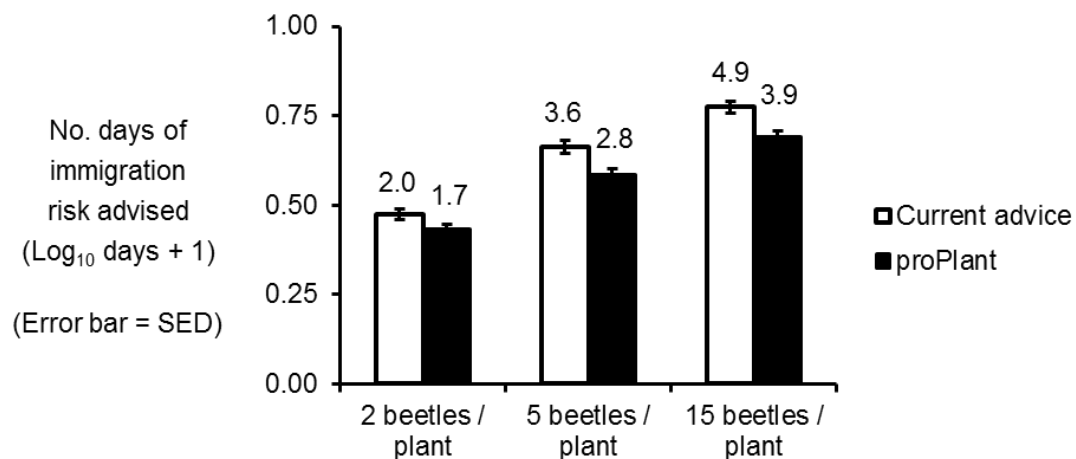 No. days of
immigration
risk advised
(Log₁₀ days + 1)
(Error bar = SED)
1.00
0.75
0.50
0.25
0.00
2.0
1.7
3.6
2.8
4.9
3.9
2 beetles /
plant
5 beetles /
plant
15 beetles /
plant
Current advice
proPlant